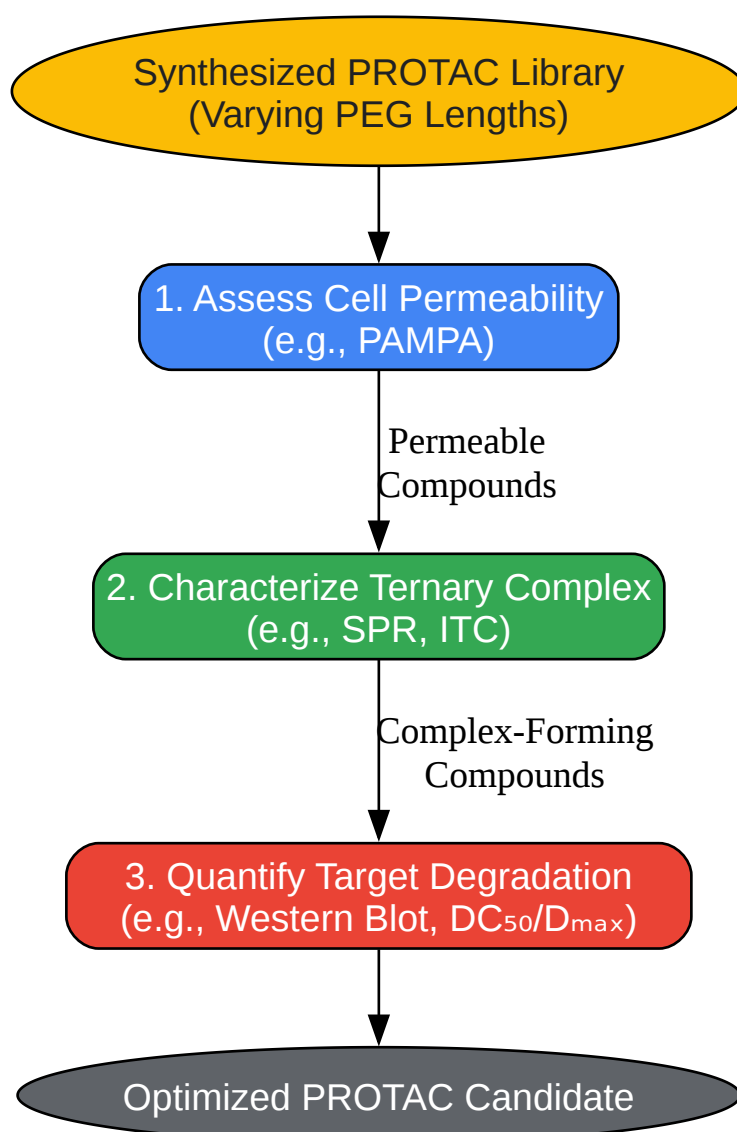 Synthesized PROTAC Library
(Varying PEG Lengths)
1. Assess Cell Permeability
(e.g., PAMPA)
Permeable
Compounds
2. Characterize Ternary Complex
(e.g., SPR, ITC)
Complex-Forming
Compounds
3. Quantify Target Degradation
(e.g., Western Blot, DC₅₀/Dₘₐₓ)
Optimized PROTAC Candidate